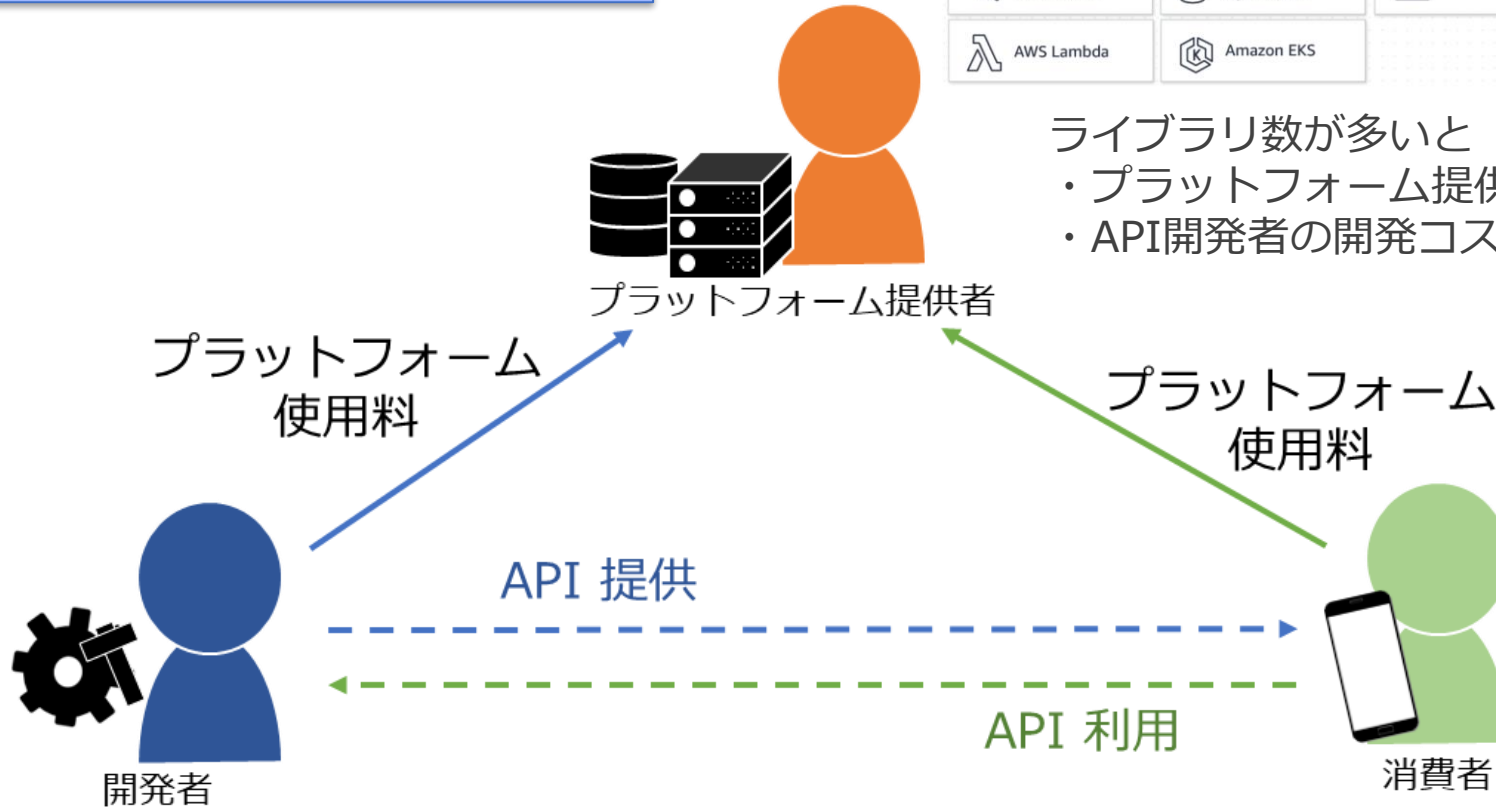 AWS Lambda
Amazon EKS
ライブラリ数が多いと
・プラットフォーム提供
・API開発者の開発コス
プラットフォーム提供者
プラットフォーム
使用料
プラットフォーム
使用料
API 提供
API 利用
開発者
消費者